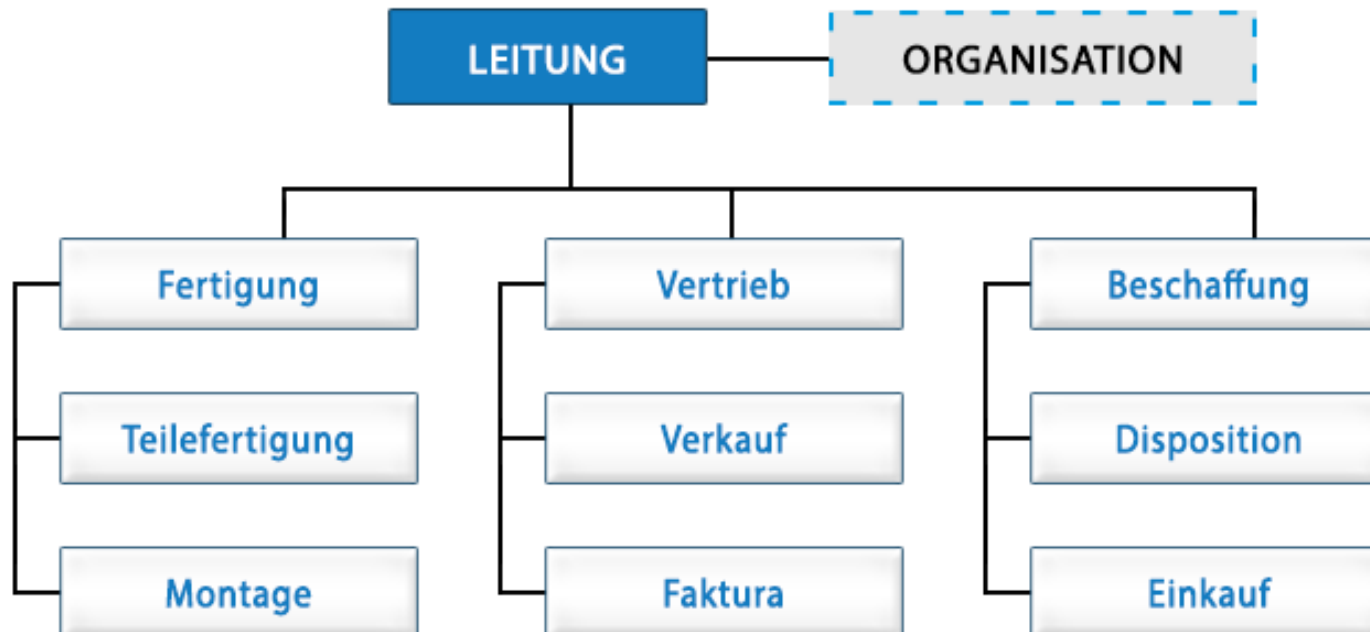 LEITUNG
ORGANISATION
Fertigung
Vertrieb
Beschaffung
Teilefertigung
Verkauf
Disposition
Montage
Faktura
Einkauf